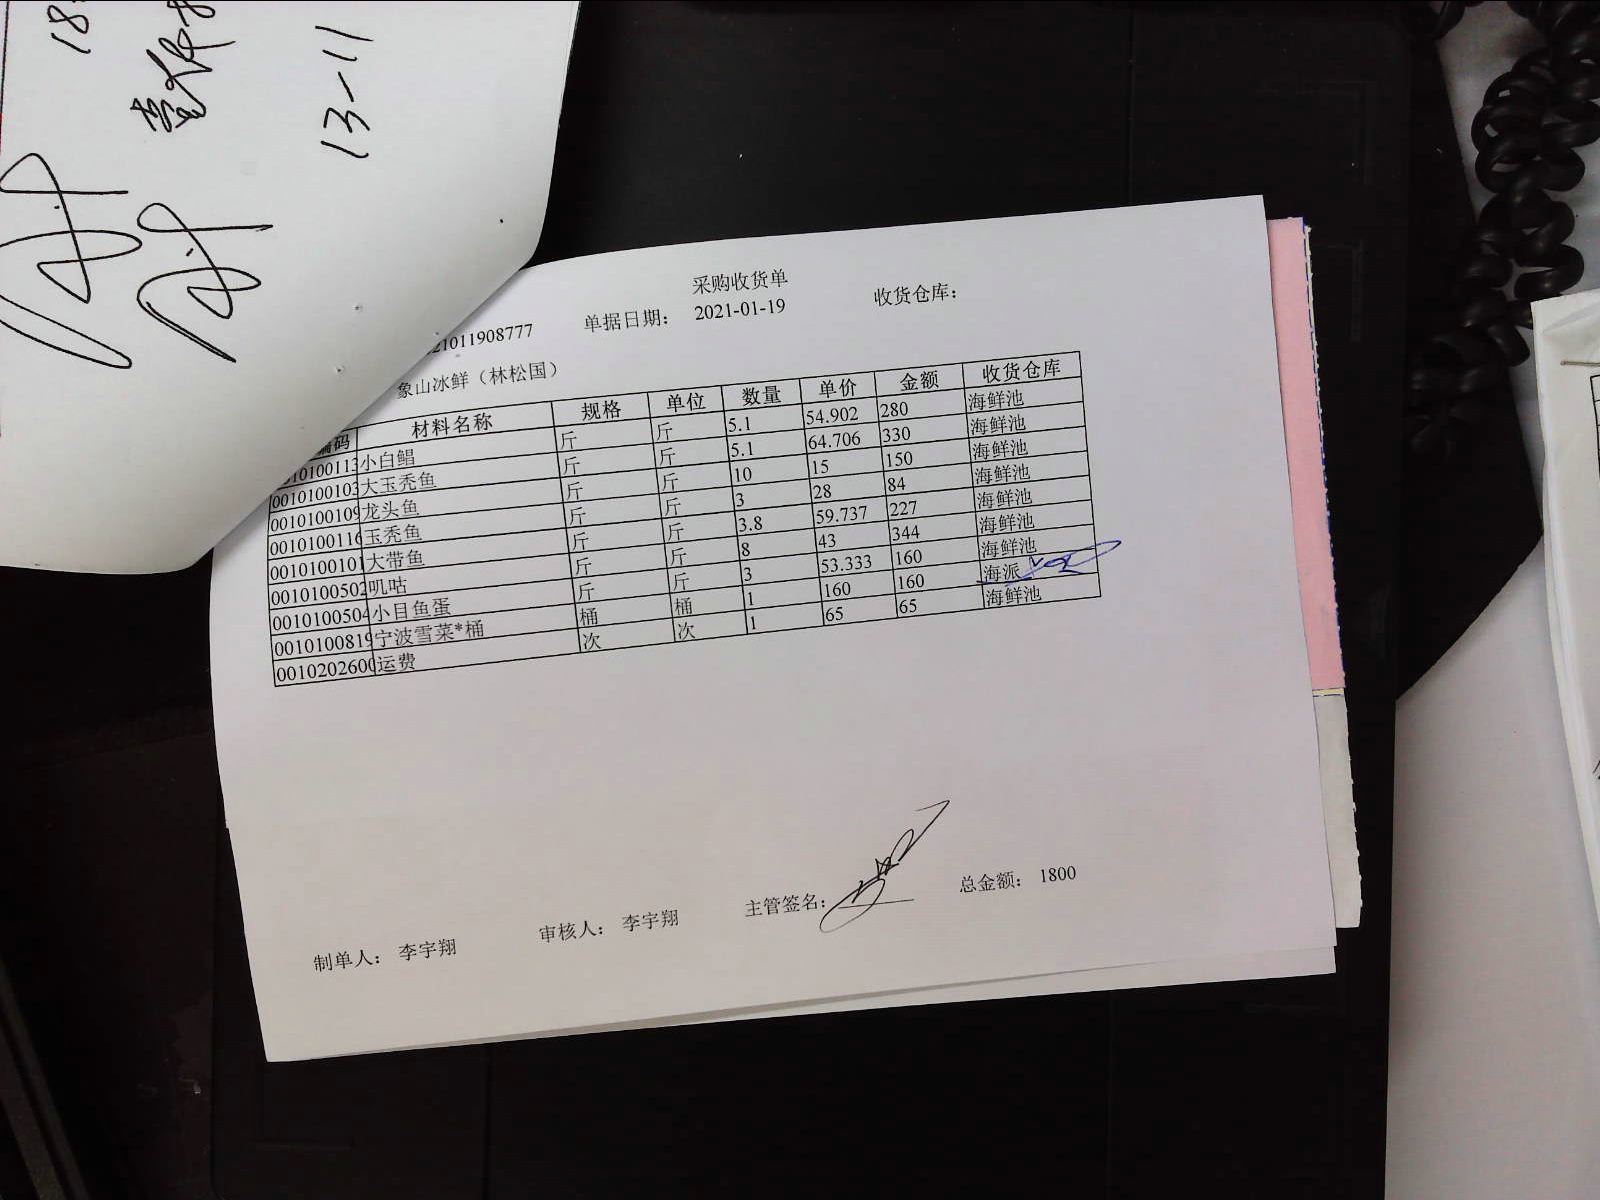 18
13-11
采购收货单
21011908777 单据日期: 2021-01-19 收货仓库:
象山冰鲜（林松国）
编码 材料名称 规格 单位 数量 单价 金额 收货仓库
010100113 小白鲳 斤 斤 5.1 54.902 280 海鲜池
0010100103 大玉秃鱼 斤 斤 5.1 64.706 330 海鲜池
0010100109 龙头鱼 斤 斤 10 15 150 海鲜池
0010100116 玉秃鱼 斤 斤 3 28 84 海鲜池
0010100101 大带鱼 斤 斤 3.8 59.737 227 海鲜池
0010100502 叽咕 斤 斤 8 43 344 海鲜池
0010100504 小目鱼蛋 斤 斤 3 53.333 160 海鲜池
0010100819 宁波雪菜*桶 桶 桶 1 160 160 海派
0010202600 运费 次 次 1 65 65 海鲜池
制单人: 李宇翔 审核人: 李宇翔 主管签名: 总金额: 1800